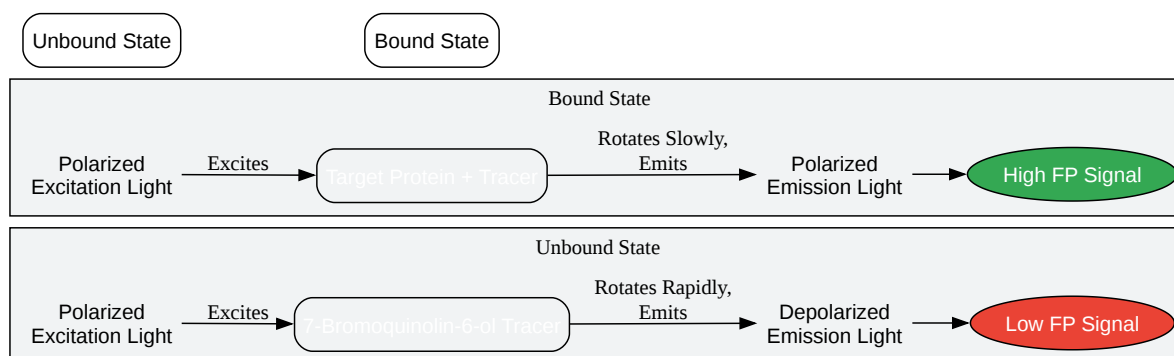 Unbound State
Bound State
Bound State
Polarized
Excitation Light
Excites
Target Protein + Tracer
Rotates Slowly,
Emits
Polarized
Emission Light
High FP Signal
Unbound State
Polarized
Excitation Light
Excites
7-Bromoquinolin-6-ol Tracer
Rotates Rapidly,
Emits
Depolarized
Emission Light
Low FP Signal